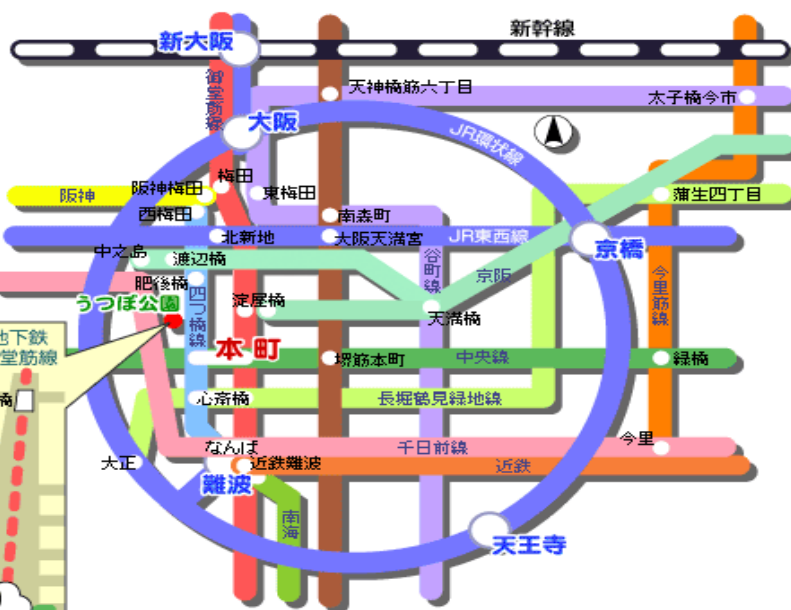 新幹線
新大阪
御堂筋線
天神橋筋六丁目
太子橋今市
大阪
JR環状線
梅田
阪神梅田
東梅田
阪神
蒲生四丁目
西梅田
南森町
北新地
大阪天満宮
JR東西線
京橋
中之島
渡辺橋
谷町線
京阪
肥後橋
今里筋線
うつぼ公園
四つ橋線
淀屋橋
天満橋
地下鉄
堂筋線
本町
堺筋本町
中央線
緑橋
橋
心斎橋
長堀鶴見緑地線
なんば
千日前線
今里
大正
近鉄難波
近鉄
難波
南海
天王寺